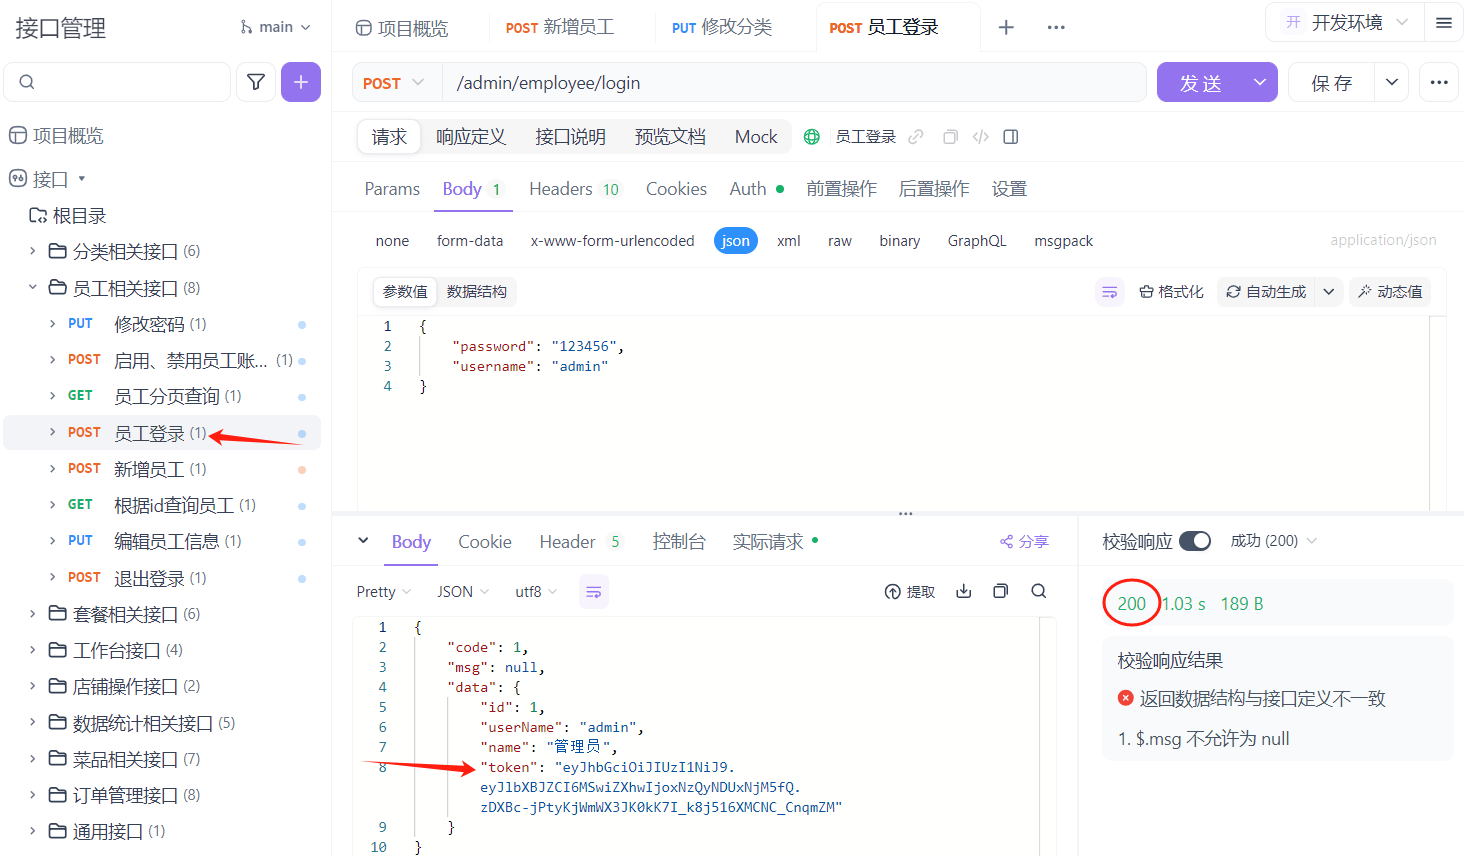 接口管理
main
项目概览
接口
根目录
分类相关接口 (6)
员工相关接口 (8)
PUT 修改密码 (1)
POST 启用、禁用员工账... (1)
GET 员工分页查询 (1)
POST 员工登录 (1)
POST 新增员工 (1)
GET 根据id查询员工 (1)
PUT 编辑员工信息 (1)
POST 退出登录 (1)
套餐相关接口 (6)
工作台接口 (4)
店铺操作接口 (2)
数据统计相关接口 (5)
菜品相关接口 (7)
订单管理接口 (8)
通用接口 (1)
项目概览 POST 新增员工 PUT 修改分类 POST 员工登录
开 开发环境
POST /admin/employee/login
发 送 保 存
请求 响应定义 接口说明 预览文档 Mock 员工登录
Params Body 1 Headers 10 Cookies Auth 前置操作 后置操作 设置
none form-data x-www-form-urlencoded json xml raw binary GraphQL msgpack application/json
参数值 数据结构 格式化 自动生成 动态值
1 {
2 "password": "123456",
3 "username": "admin"
4 }
Body Cookie Header 5 控制台 实际请求 分享
Pretty JSON utf8 提取
1 {
2 "code": 1,
3 "msg": null,
4 "data": {
5 "id": 1,
6 "userName": "admin",
7 "name": "管理员",
8 "token": "eyJhbGciOiJIUzI1NiJ9.
eyJlbXBJZCI6MSwiZXhwIjoxNzQyNDUxNjM5fQ.
zDXBc-jPtyKjWmWX3JK0kK7I_k8j516XMCNC_CnqmZM"
9 }
10 }
校验响应 成功 (200)
200 1.03 s 189 B
校验响应结果
返回数据结构与接口定义不一致
1. $.msg 不允许为 null